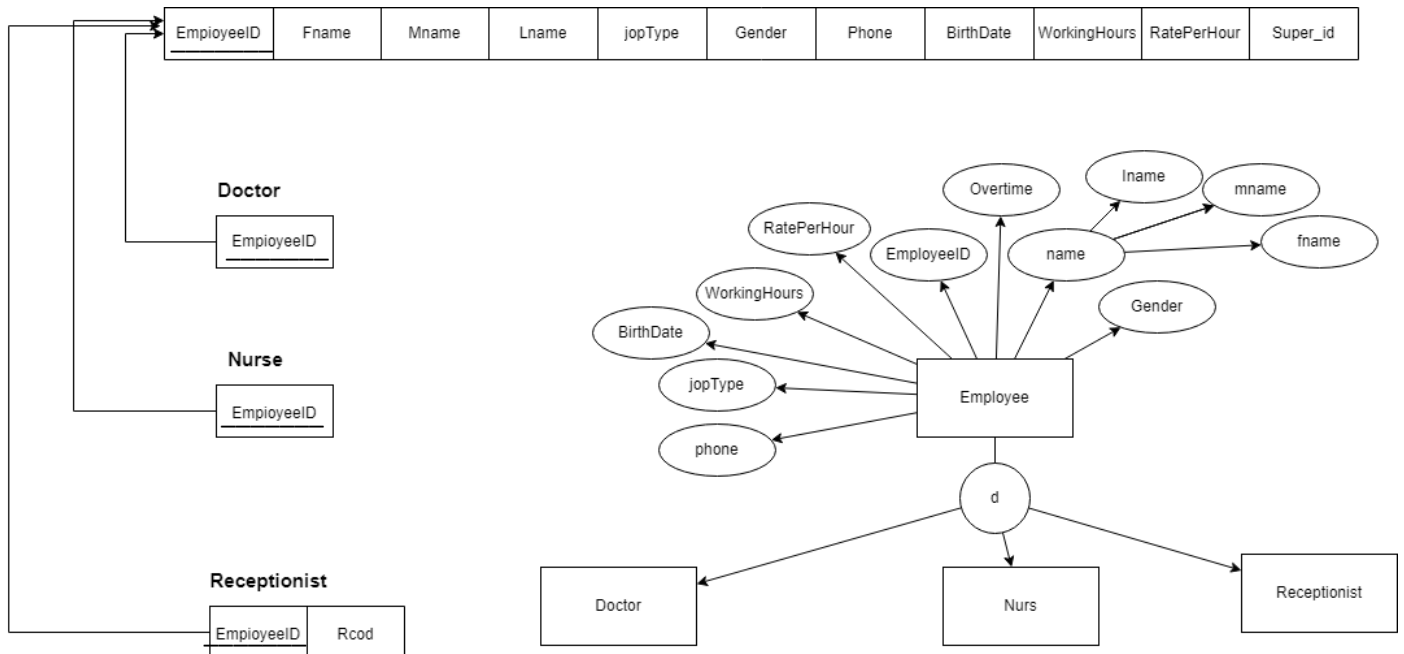 EmpioyeeID Fname Mname Lname jopType Gender Phone BirthDate WorkingHours RatePerHour Super_id
Doctor
EmpioyeeID
Nurse
EmpioyeeID
Receptionist
EmpioyeeID Rcod
Overtime
lname
mname
RatePerHour
EmployeeID
name
fname
WorkingHours
Gender
BirthDate
jopType
Employee
phone
d
Doctor
Nurs
Receptionist